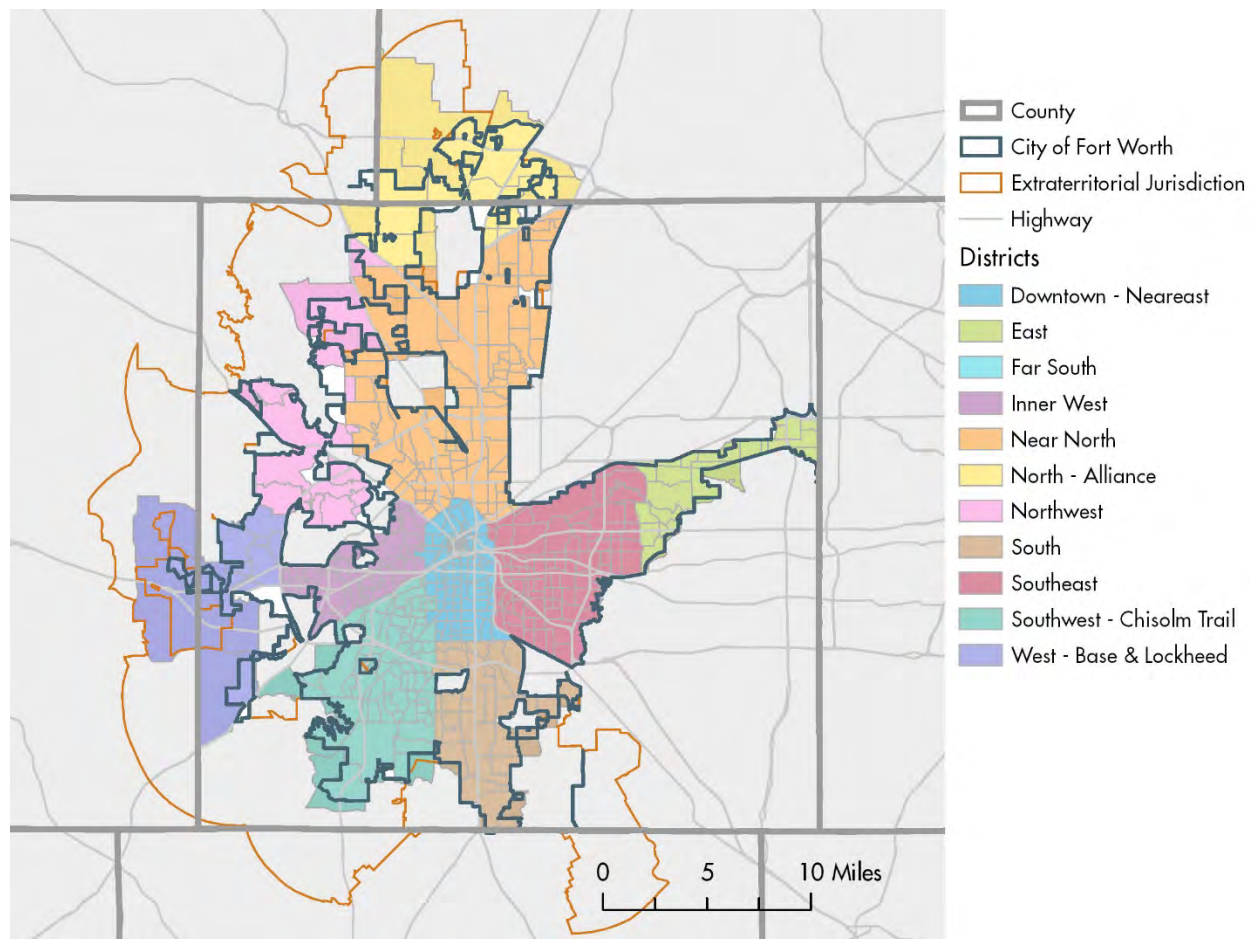 County
City of Fort Worth
Extraterritorial Jurisdiction
Highway
Districts
Downtown - Neareast
East
Far South
Inner West
Near North
North - Alliance
Northwest
South
Southeast
Southwest - Chisolm Trail
West - Base & Lockheed
0 5 10 Miles